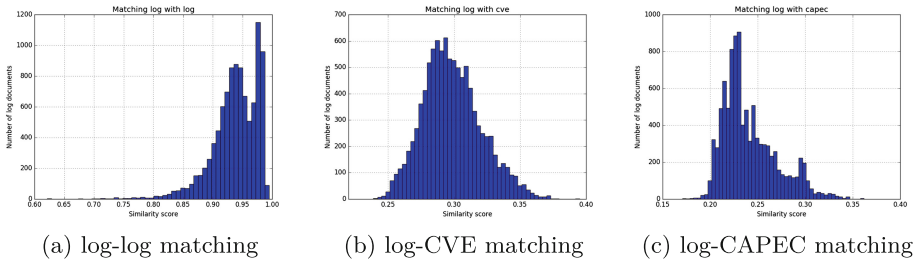 Matching log with log
Number of log documents
1200
1000
800
600
400
200
0
0.60 0.65 0.70 0.75 0.80 0.85 0.90 0.95 1.00
Similarity score
(a) log-log matching
Matching log with cve
Number of log documents
700
600
500
400
300
200
100
0
0.25 0.30 0.35 0.40
Similarity score
(b) log-CVE matching
Matching log with capec
Number of log documents
1000
800
600
400
200
0
0.15 0.20 0.25 0.30 0.35 0.40
Similarity score
(c) log-CAPEC matching